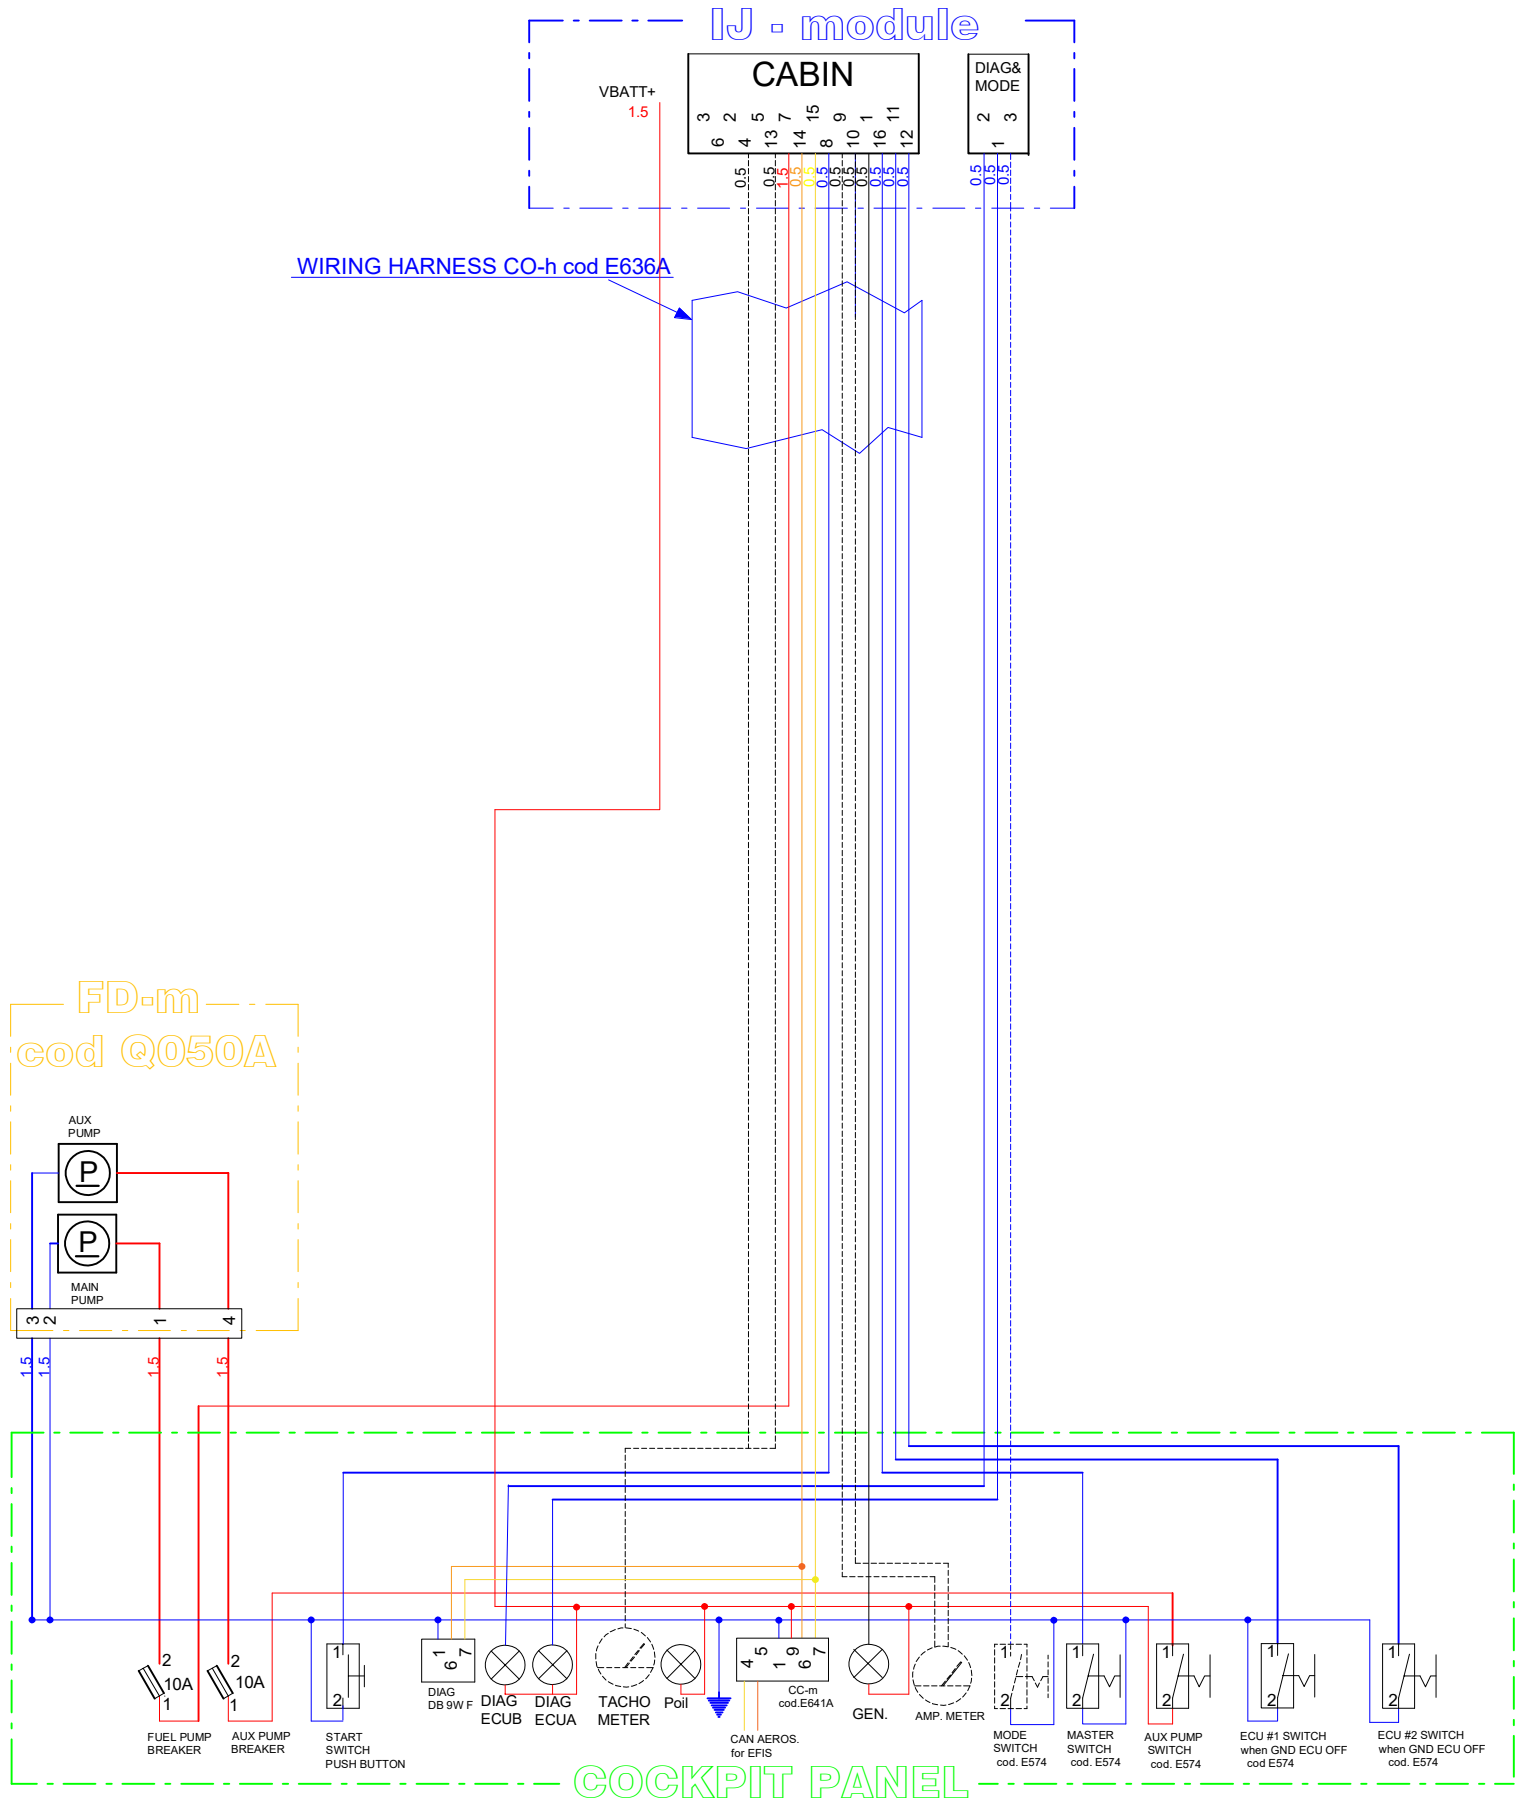 IJ - module
CABIN
DIAG&
MODE
VBATT+
1.5
3 2 5 7 15 9 1 11
6 4 13 14 8 10 16 12
2 3
1
0.5 0.5 1.5 0.5 0.5 0.5 0.5 0.5 0.5 0.5 0.5 0.5
0.5 0.5 0.5
WIRING HARNESS CO-h cod E636A
FD-m
cod Q050A
AUX
PUMP
P
P
MAIN
PUMP
3 2 1 4
1.5 1.5 1.5 1.5
2
10A
1
FUEL PUMP
BREAKER
2
10A
1
AUX PUMP
BREAKER
1
2
START
SWITCH
PUSH BUTTON
1 6 7
DIAG
DB 9W F
DIAG
ECUB
DIAG
ECUA
TACHO
METER
Poil
4 5 1 9 6 7
CC-m
cod.E641A
CAN AEROS.
for EFIS
GEN.
AMP. METER
1
2
MODE
SWITCH
cod. E574
1
2
MASTER
SWITCH
cod. E574
1
2
AUX PUMP
SWITCH
cod. E574
1
2
ECU #1 SWITCH
when GND ECU OFF
cod E574
1
2
ECU #2 SWITCH
when GND ECU OFF
cod. E574
COCKPIT PANEL